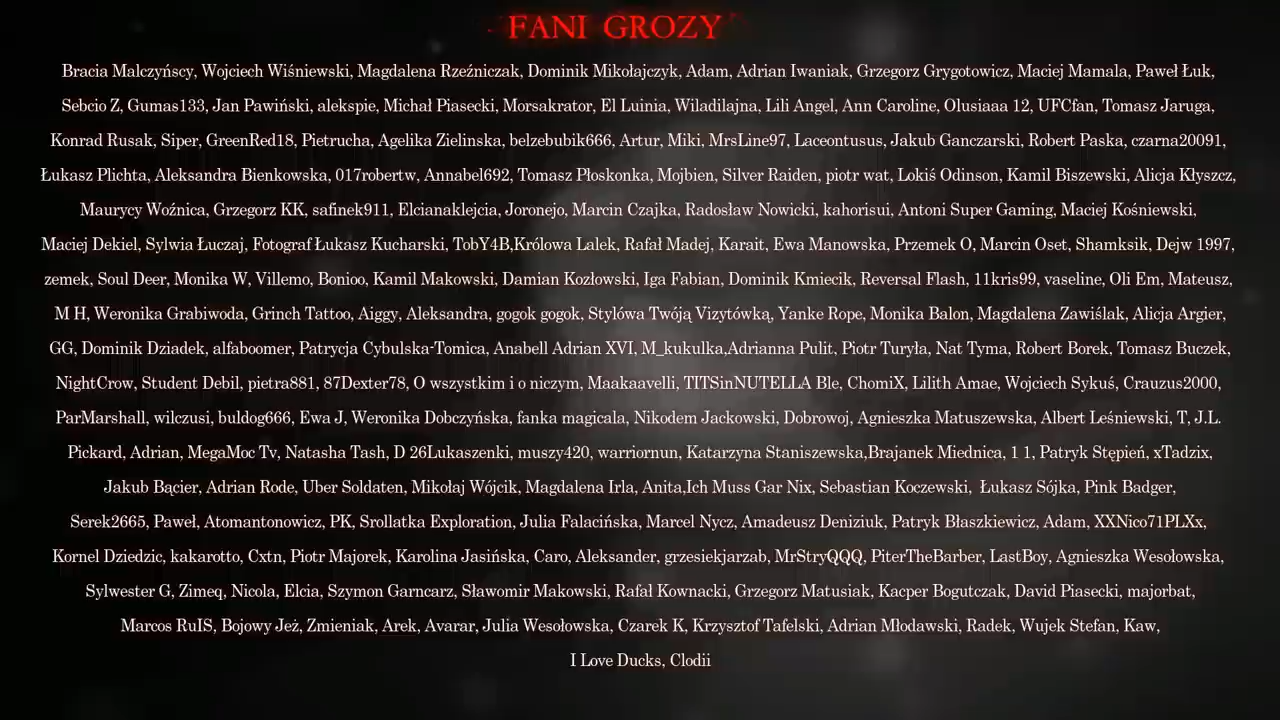 FANI GROZY
Bracia Malczyńscy, Wojciech Wiśniewski, Magdalena Rzeźniczak, Dominik Mikołajczyk, Adam, Adrian Iwaniak, Grzegorz Grygotowicz, Maciej Mamala, Paweł Łuk,
Sebcio Z, Gumas133, Jan Pawiński, alekspie, Michał Piasecki, Morsakrator, El Luinia, Wiladilajna, Lili Angel, Ann Caroline, Olusiaaa 12, UFCfan, Tomasz Jaruga,
Konrad Rusak, Siper, GreenRed18, Pietrucha, Agelika Zielinska, belzebubik666, Artur, Miki, MrsLine97, Laceontusus, Jakub Ganczarski, Robert Paska, czarna20091,
Łukasz Plichta, Aleksandra Bienkowska, 017robertw, Annabel692, Tomasz Płoskonka, Mojbien, Silver Raiden, piotr wat, Lokiś Odinson, Kamil Biszewski, Alicja Kłyszcz,
Maurycy Woźnica, Grzegorz KK, safinek911, Elcianaklejcia, Joronejo, Marcin Czajka, Radosław Nowicki, kahorisui, Antoni Super Gaming, Maciej Kośniewski,
Maciej Dekiel, Sylwia Łuczaj, Fotograf Łukasz Kucharski, TobY4B,Królowa Lalek, Rafał Madej, Karait, Ewa Manowska, Przemek O, Marcin Oset, Shamksik, Dejw 1997,
zemek, Soul Deer, Monika W, Villemo, Bonioo, Kamil Makowski, Damian Kozłowski, Iga Fabian, Dominik Kmiecik, Reversal Flash, 11kris99, vaseline, Oli Em, Mateusz,
M H, Weronika Grabiwoda, Grinch Tattoo, Aiggy, Aleksandra, gogok gogok, Stylówa Twóją Vizytówką, Yanke Rope, Monika Balon, Magdalena Zawiślak, Alicja Argier,
GG, Dominik Dziadek, alfaboomer, Patrycja Cybulska-Tomica, Anabell Adrian XVI, M_kukulka,Adrianna Pulit, Piotr Turyła, Nat Tyma, Robert Borek, Tomasz Buczek,
NightCrow, Student Debil, pietra881, 87Dexter78, O wszystkim i o niczym, Maakaavelli, TITSinNUTELLA Ble, ChomiX, Lilith Amae, Wojciech Sykuś, Crauzus2000,
ParMarshall, wilczusi, buldog666, Ewa J, Weronika Dobczyńska, fanka magicala, Nikodem Jackowski, Dobrowoj, Agnieszka Matuszewska, Albert Leśniewski, T, J.L.
Pickard, Adrian, MegaMoc Tv, Natasha Tash, D 26Lukaszenki, muszy420, warriornun, Katarzyna Staniszewska,Brajanek Miednica, 1 1, Patryk Stępień, xTadzix,
Jakub Bącier, Adrian Rode, Uber Soldaten, Mikołaj Wójcik, Magdalena Irla, Anita,Ich Muss Gar Nix, Sebastian Koczewski, Łukasz Sójka, Pink Badger,
Serek2665, Paweł, Atomantonowicz, PK, Srollatka Exploration, Julia Falacińska, Marcel Nycz, Amadeusz Deniziuk, Patryk Błaszkiewicz, Adam, XXNico71PLXx,
Kornel Dziedzic, kakarotto, Cxtn, Piotr Majorek, Karolina Jasińska, Caro, Aleksander, grzesiekjarzab, MrStryQQQ, PiterTheBarber, LastBoy, Agnieszka Wesołowska,
Sylwester G, Zimeq, Nicola, Elcia, Szymon Garncarz, Sławomir Makowski, Rafał Kownacki, Grzegorz Matusiak, Kacper Bogutczak, David Piasecki, majorbat,
Marcos RuIS, Bojowy Jeż, Zmieniak, Arek, Avarar, Julia Wesołowska, Czarek K, Krzysztof Tafelski, Adrian Młodawski, Radek, Wujek Stefan, Kaw,
I Love Ducks, Clodii